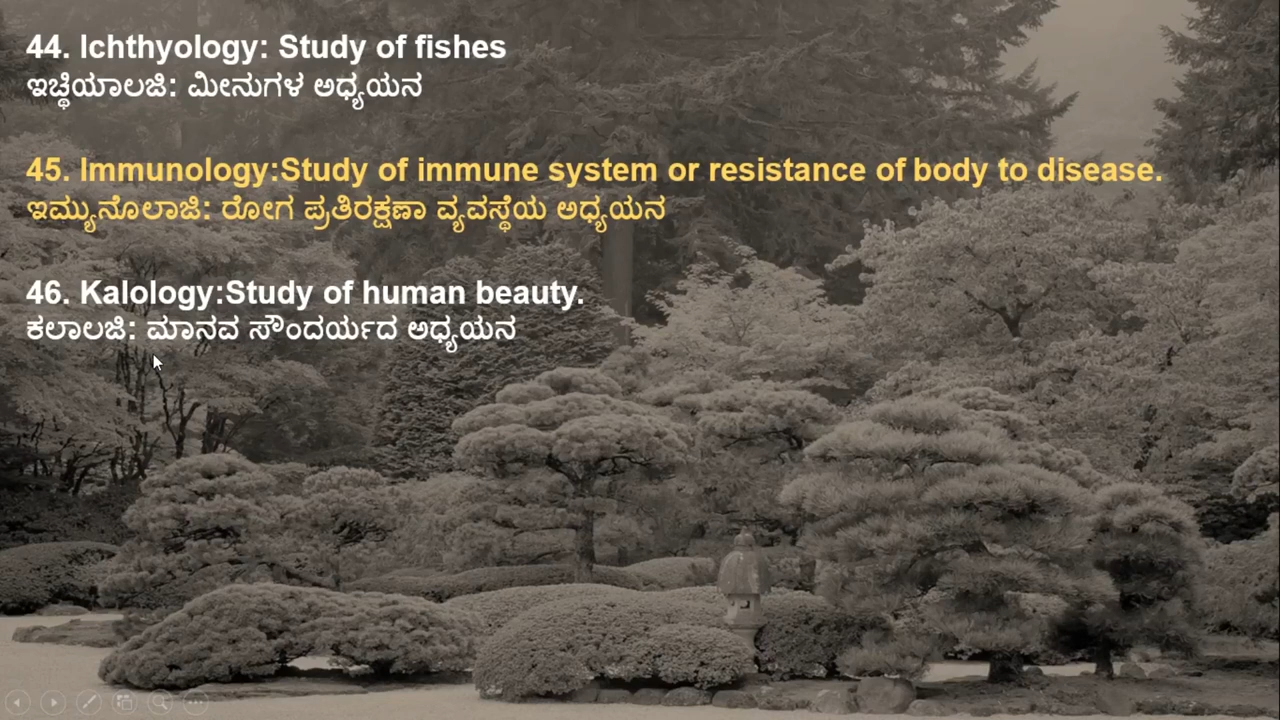 44. Ichthyology: Study of fishes
ಇಚ್ಥಿಯಾಲಜಿ: ಮೀನುಗಳ ಅಧ್ಯಯನ
45. Immunology:Study of immune system or resistance of body to disease.
ಇಮ್ಯುನೊಲಾಜಿ: ರೋಗ ಪ್ರತಿರಕ್ಷಣಾ ವ್ಯವಸ್ಥೆಯ ಅಧ್ಯಯನ
46. Kalology:Study of human beauty.
ಕಲಾಲಜಿ: ಮಾನವ ಸೌಂದರ್ಯದ ಅಧ್ಯಯನ